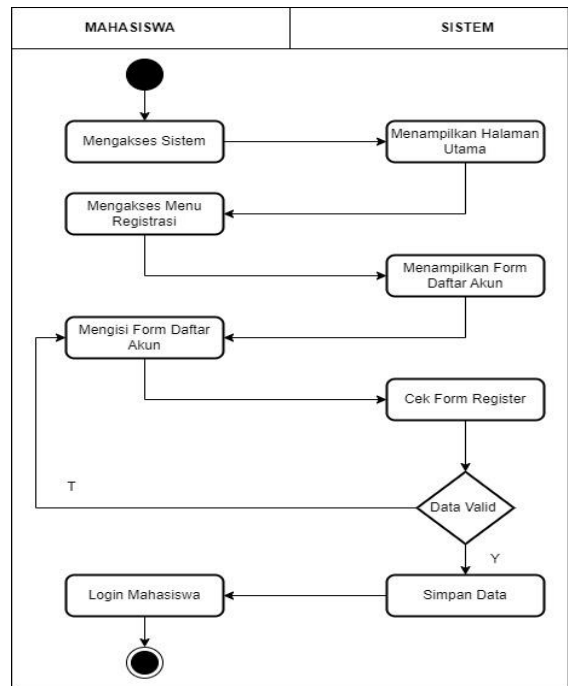 MAHASISWA
SISTEM
Mengakses Sistem
Menampilkan Halaman
Utama
Mengakses Menu
Registrasi
Menampilkan Form
Daftar Akun
Mengisi Form Daftar
Akun
Cek Form Register
T
Data Valid
Y
Login Mahasiswa
Simpan Data